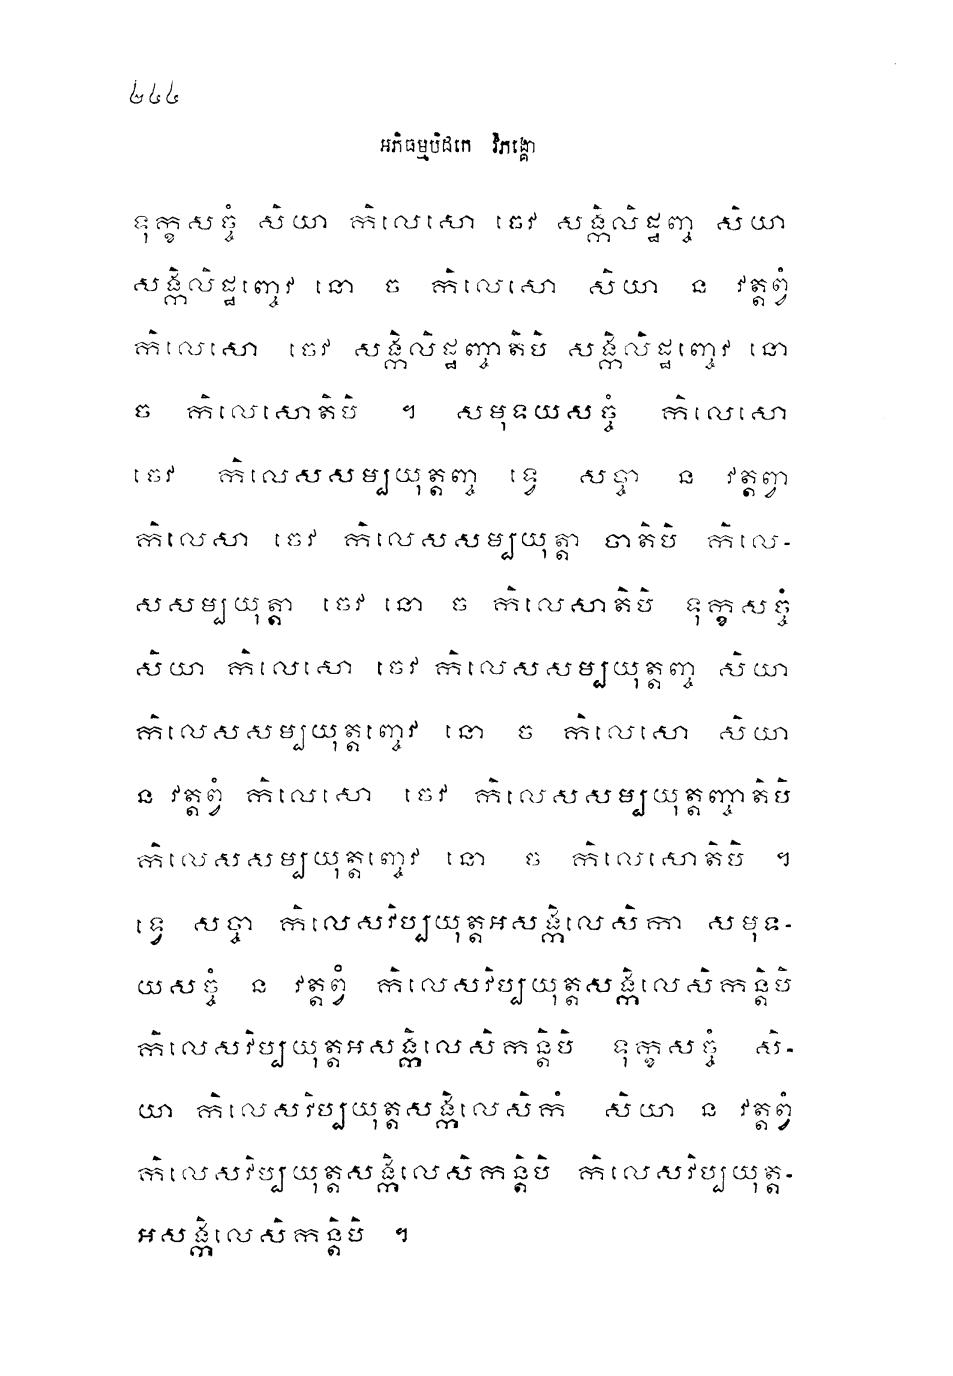 ២៤៤
អភិធម្មបិដកេ វិភង្គោ
ទុក្ខសច្ចំ សិយា កិលេសោ ចេវ សង្កិលិដ្ឋញ្ច សិយា
សង្កិលិដ្ឋញ្ចេវ នោ ច កិលេសោ សិយា ន វត្តព្វំ
កិលេសោ ចេវ សង្កិលិដ្ឋញ្ចាតិបិ សង្កិលិដ្ឋញ្ចេវ នោ
ច កិលេសោតិបិ ។ សមុទយសច្ចំ កិលេសោ
ចេវ កិលេសសម្បយុត្តញ្ច ទ្វេ សច្ចា ន វត្តព្វា
កិលេសា ចេវ កិលេសសម្បយុត្តា ចាតិបិ កិលេ-
សសម្បយុត្តា ចេវ នោ ច កិលេសាតិបិ ទុក្ខសច្ចំ
សិយា កិលេសោ ចេវ កិលេសសម្បយុត្តញ្ច សិយា
កិលេសសម្បយុត្តញ្ចេវ នោ ច កិលេសោ សិយា
ន វត្តព្វំ កិលេសោ ចេវ កិលេសសម្បយុត្តញ្ចាតិបិ
កិលេសសម្បយុត្តញ្ចេវ នោ ច កិលេសោតិបិ ។
ទ្វេ សច្ចា កិលេសវិប្បយុត្តអសង្កិលេសិកា សមុទ-
យសច្ចំ ន វត្តព្វំ កិលេសវិប្បយុត្តសង្កិលេសិកន្តិបិ
កិលេសវិប្បយុត្តអសង្កិលេសិកន្តិបិ ទុក្ខសច្ចំ សិ-
យា កិលេសវិប្បយុត្តសង្កិលេសិកំ សិយា ន វត្តព្វំ
កិលេសវិប្បយុត្តសង្កិលេសិកន្តិបិ កិលេសវិប្បយុត្ត-
អសង្កិលេសិកន្តិបិ ។